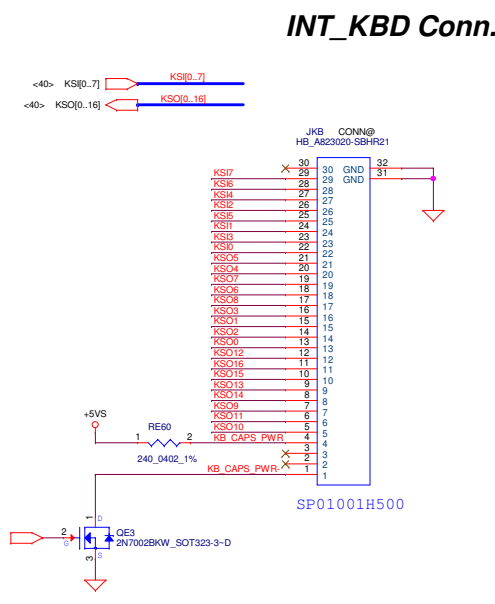 INT_KBD Conn.
<40> KSI[0..7] KSI[0..7]
<40> KSO[0..16] KSO[0..16]
JKB CONN@
HB_A823020-SBHR21
30 30 GND 32
KSI7 29 29 GND 31
KSI6 28 28
KSI4 27 27
KSI2 26 26
KSI5 25 25
KSI1 24 24
KSI3 23 23
KSI0 22 22
KSO5 21 21
KSO4 20 20
KSO7 19 19
KSO6 18 18
KSO8 17 17
KSO3 16 16
KSO1 15 15
KSO2 14 14
KSO0 13 13
KSO12 12 12
KSO16 11 11
KSO15 10 10
KSO13 9 9
KSO14 8 8
KSO9 7 7
KSO11 6 6
KSO10 5 5
+5VS
RE60
1 2 KB_CAPS_PWR 4 4
240_0402_1%
3 3
2 2
KB_CAPS_PWR- 1 1
SP01001H500
1 D
2 G
QE3
2N7002BKW_SOT323-3~D
3 S